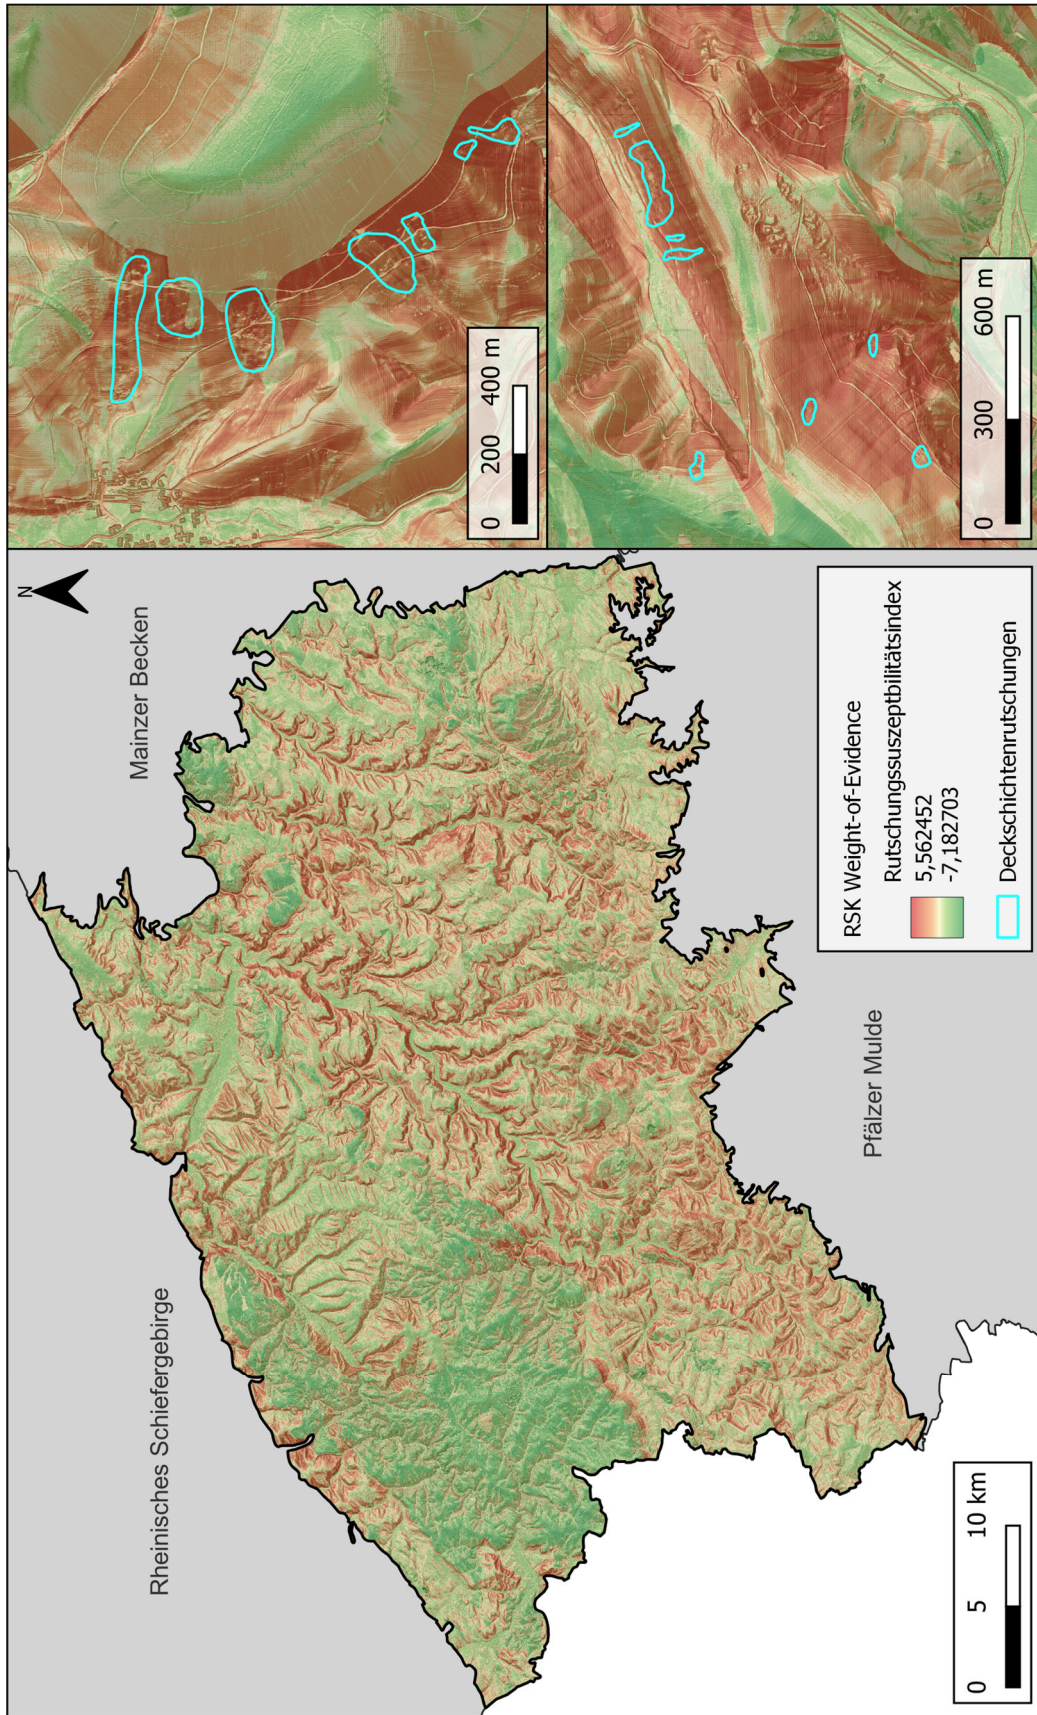 N
Rheinisches Schiefergebirge
Mainzer Becken
Pfälzer Mulde
0 5 10 km
RSK Weight-of-Evidence
Rutschungssuszeptbilitätsindex
5,562452
-7,182703
Deckschichtenrutschungen
0 200 400 m
0 300 600 m